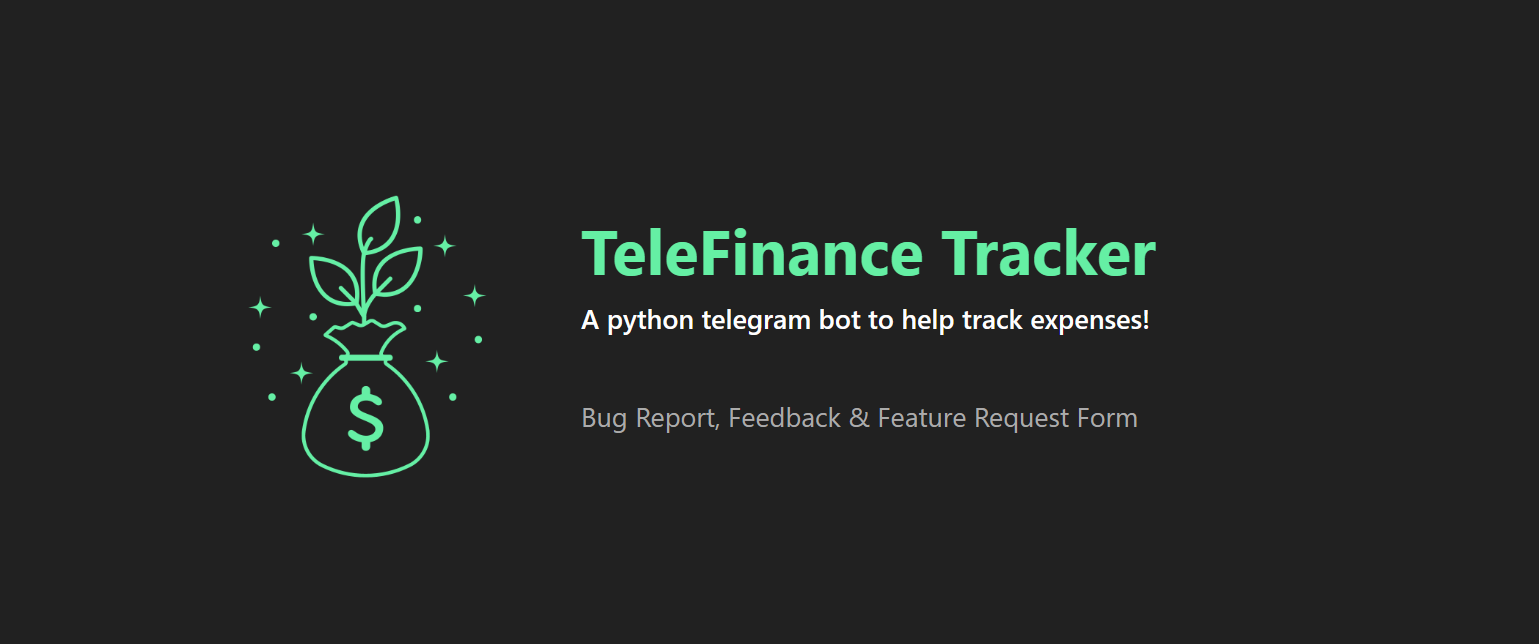 TeleFinance Tracker
A python telegram bot to help track expenses!
Bug Report, Feedback & Feature Request Form
$